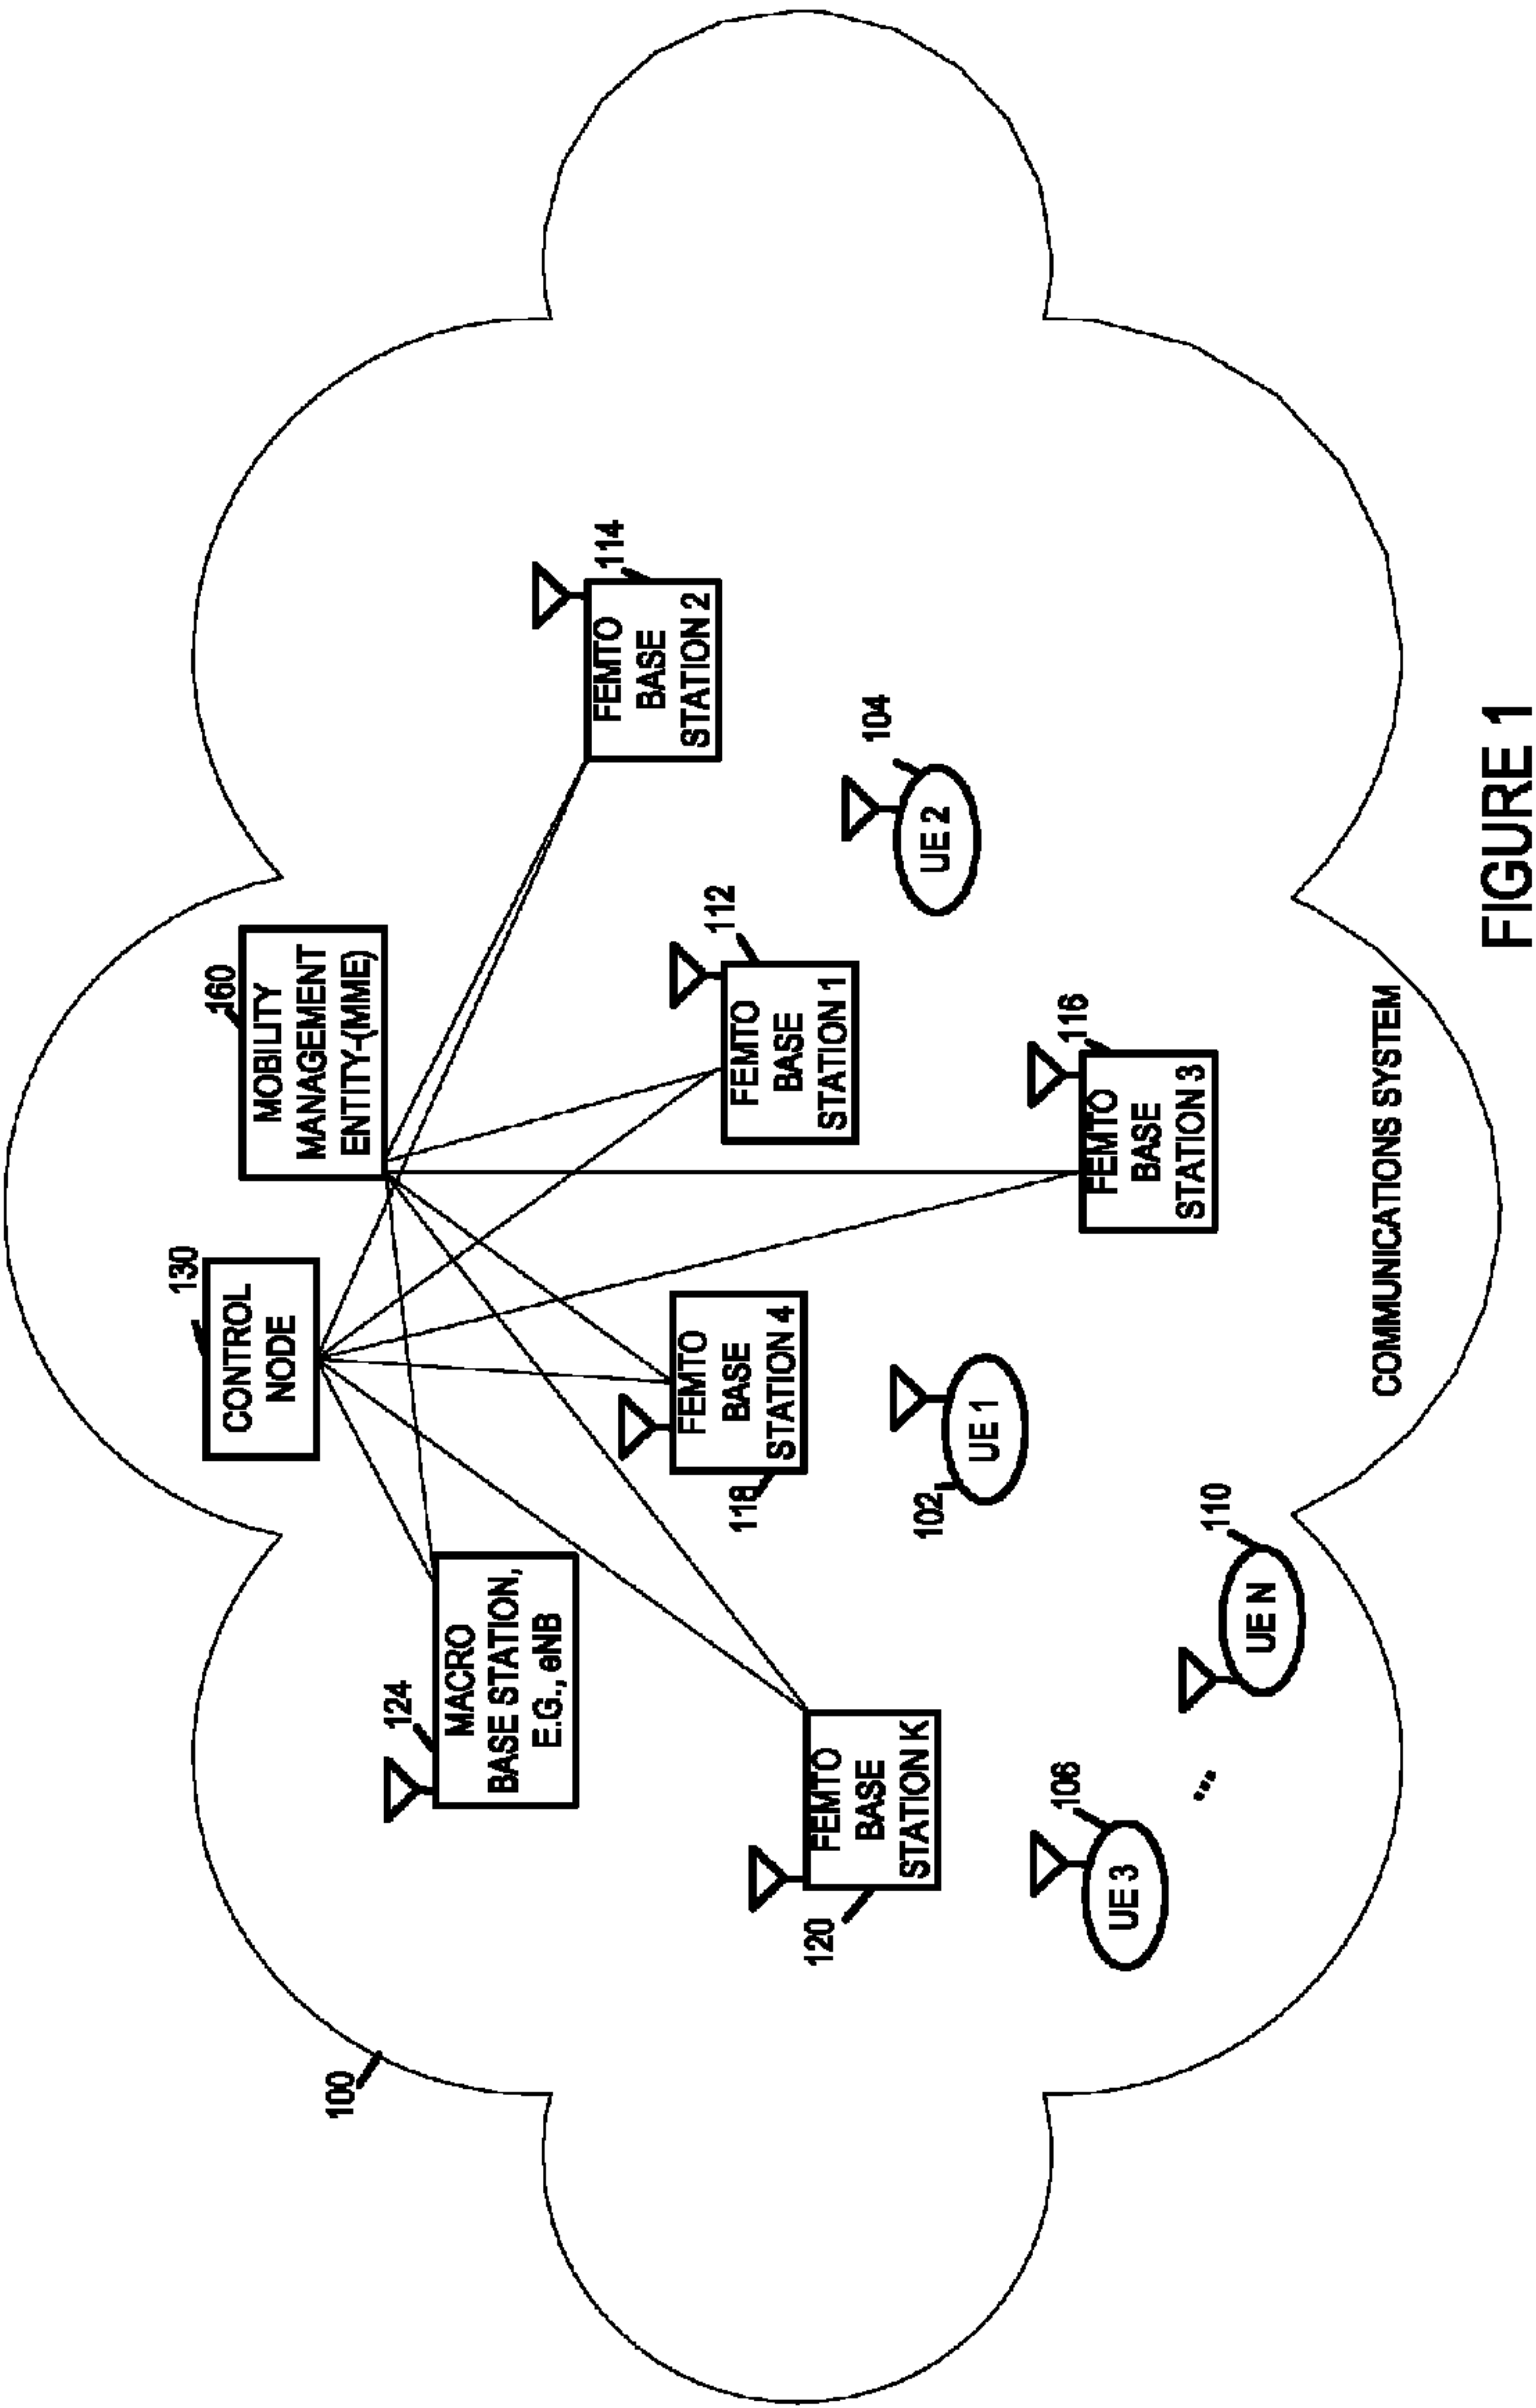 100
130
CONTROL
NODE
160
MOBILITY
MANAGEMENT
ENTITY-(MME)
124
MACRO
BASE STATION,
E.G., eNB
114
FEMTO
BASE
STATION 2
118
FEMTO
BASE
STATION 4
112
FEMTO
BASE
STATION 1
120
FEMTO
BASE
STATION K
104
UE 2
102
UE 1
116
FEMTO
BASE
STATION 3
106
UE 3
...
110
UE N
COMMUNICATIONS SYSTEM
FIGURE 1